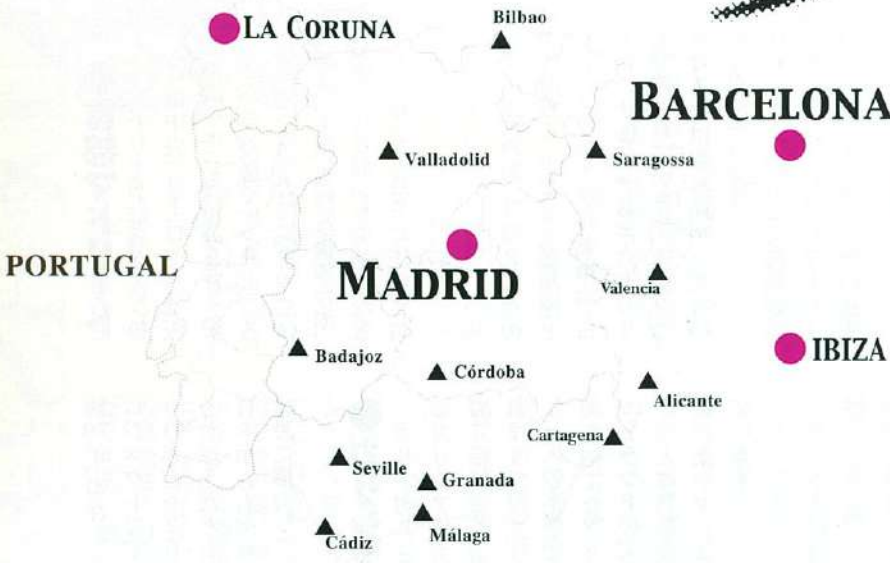 Bilbao
LA CORUNA
BARCELONA
Valladolid
Saragossa
PORTUGAL
MADRID
Valencia
Badajoz
Córdoba
IBIZA
Alicante
Cartagena
Seville
Granada
Cádiz
Málaga